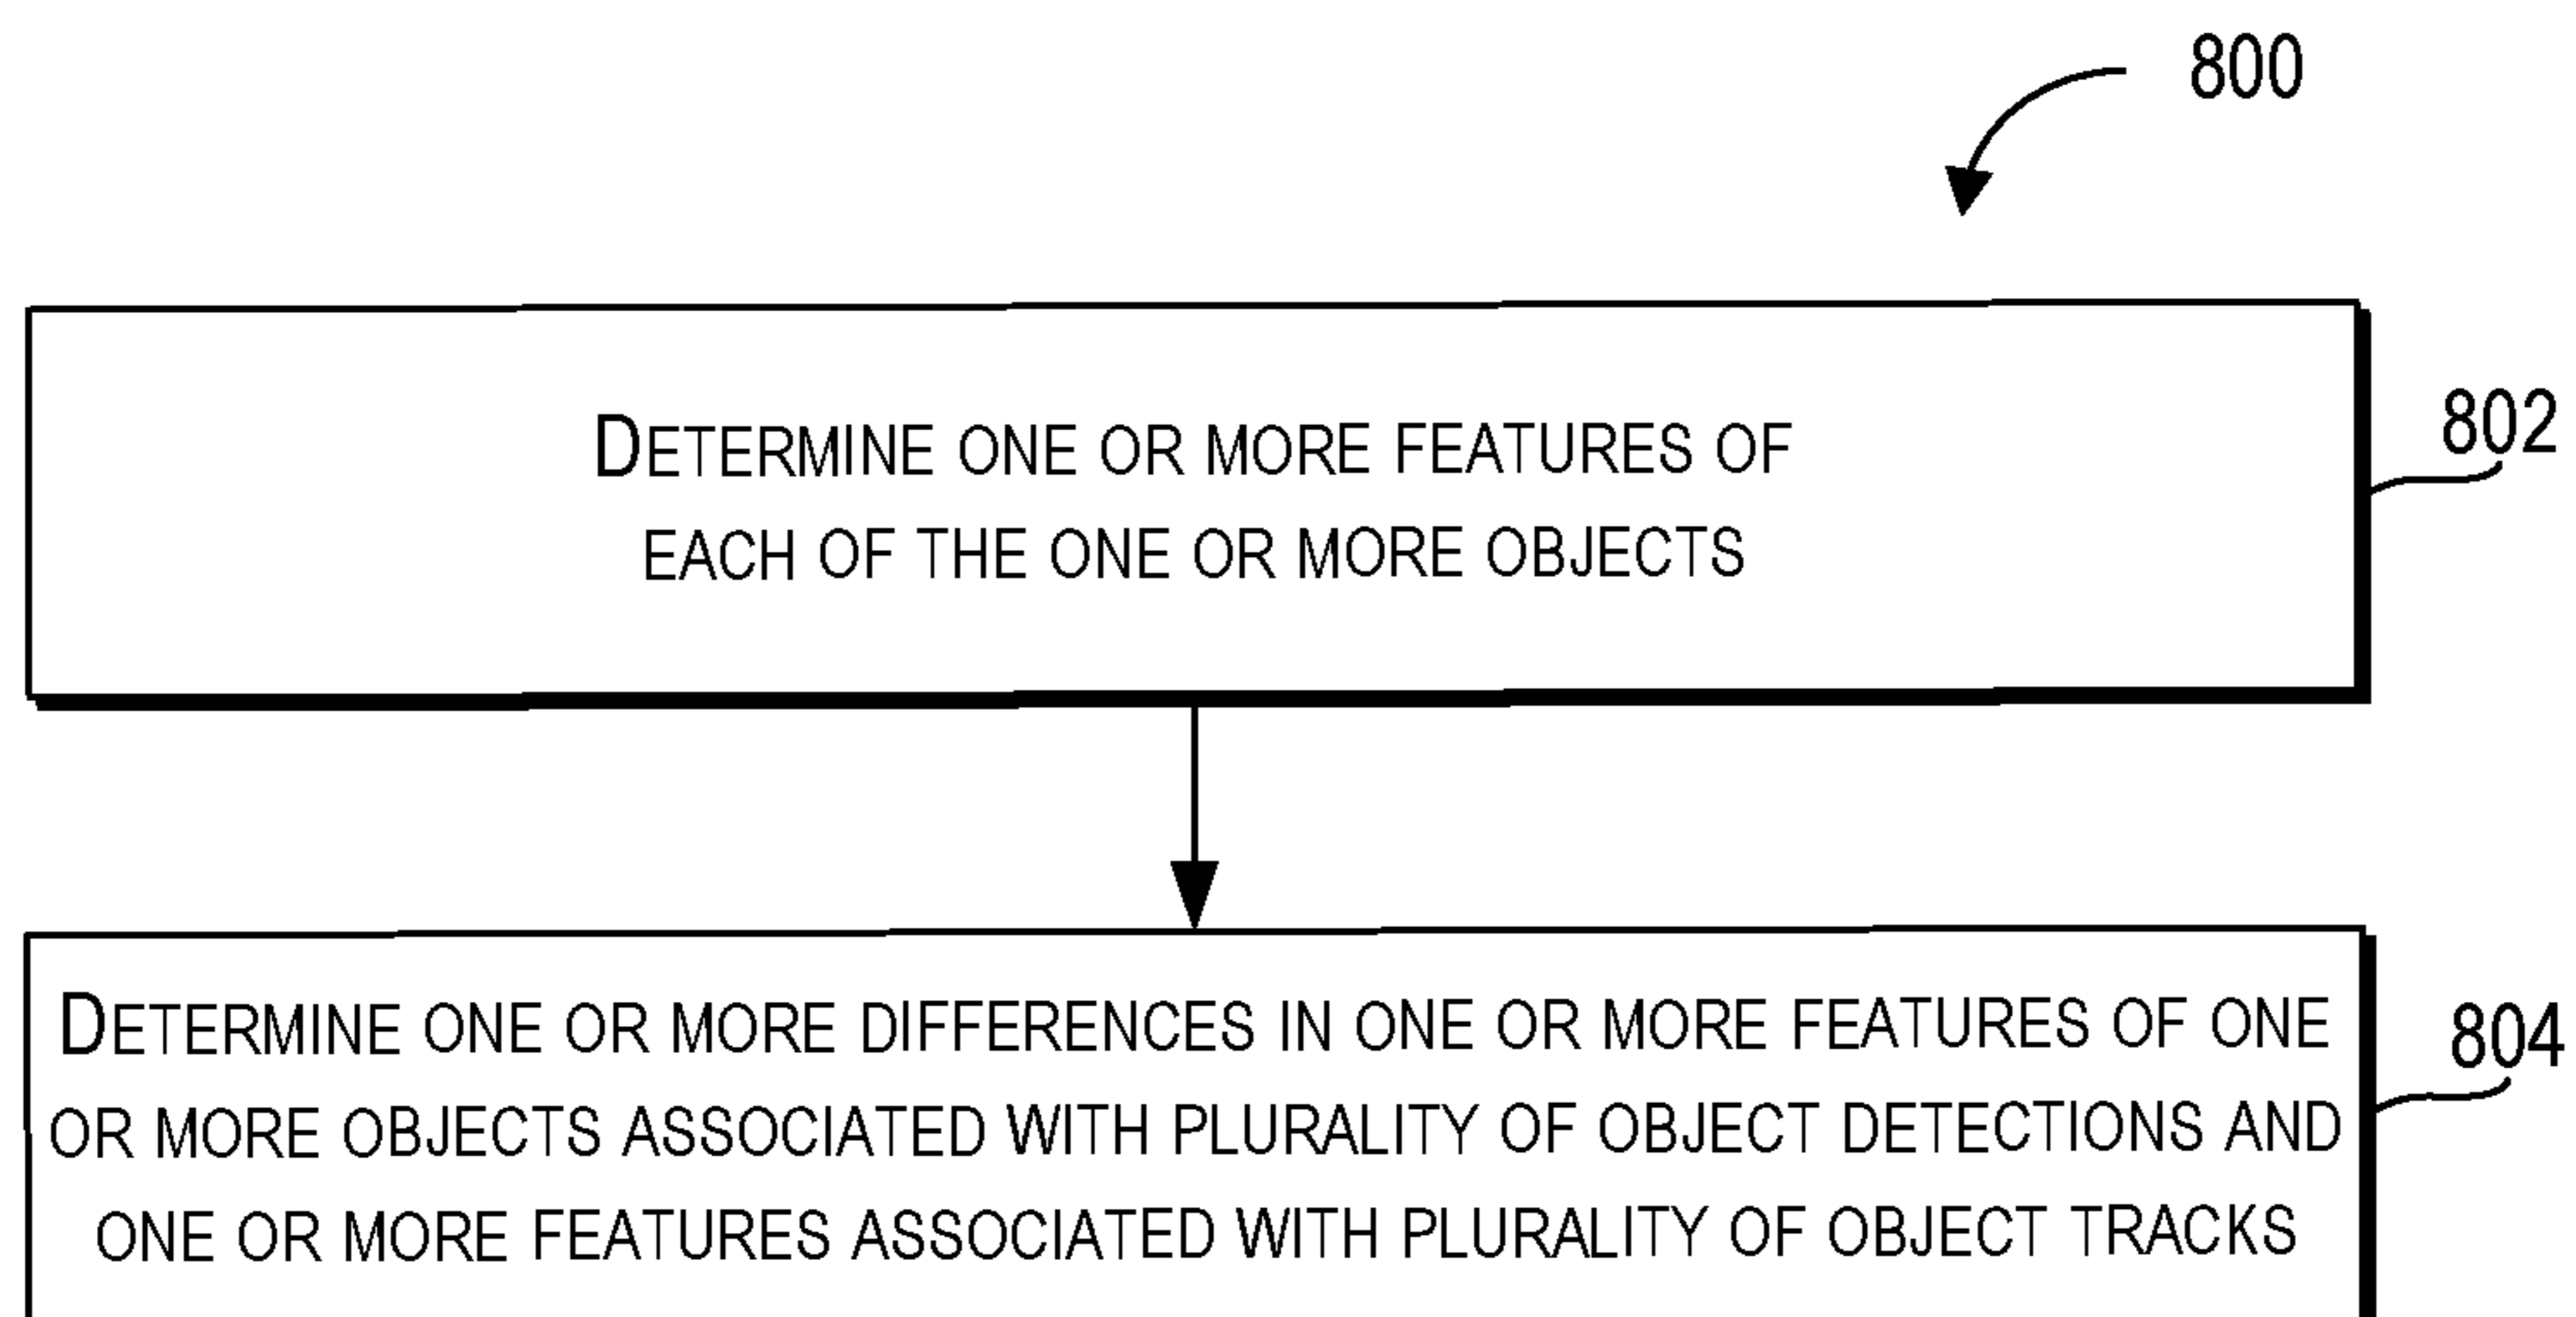 800
DETERMINE ONE OR MORE FEATURES OF
EACH OF THE ONE OR MORE OBJECTS
802
DETERMINE ONE OR MORE DIFFERENCES IN ONE OR MORE FEATURES OF ONE
OR MORE OBJECTS ASSOCIATED WITH PLURALITY OF OBJECT DETECTIONS AND
ONE OR MORE FEATURES ASSOCIATED WITH PLURALITY OF OBJECT TRACKS
804